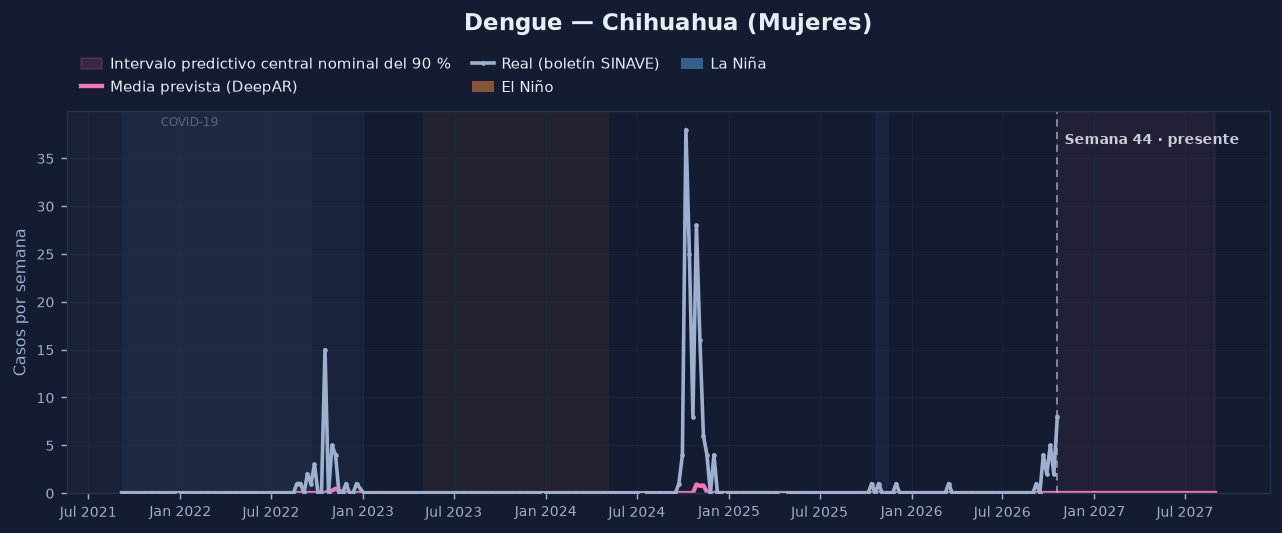 Dengue — Chihuahua (Mujeres)
Intervalo predictivo central nominal del 90 %
Real (boletín SINAVE)
La Niña
Media prevista (DeepAR)
El Niño
COVID-19
Semana 44 · presente
Casos por semana
35
30
25
20
15
10
5
0
Jul 2021
Jan 2022
Jul 2022
Jan 2023
Jul 2023
Jan 2024
Jul 2024
Jan 2025
Jul 2025
Jan 2026
Jul 2026
Jan 2027
Jul 2027